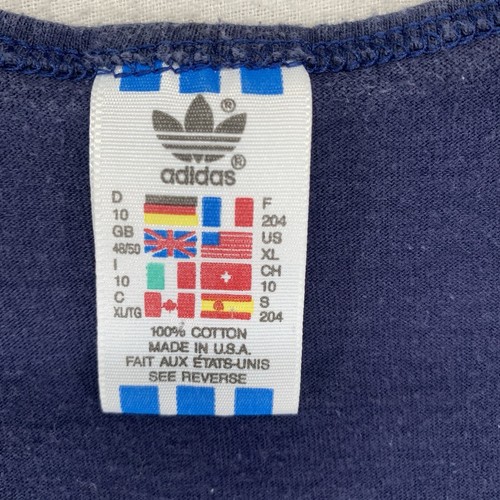 ®
®
adidas
D 10 F 204
GB 48/50 US XL
I 10 CH 10
C XL/TG S 204
100% COTTON
MADE IN U.S.A.
FAIT AUX ÉTATS-UNIS
SEE REVERSE